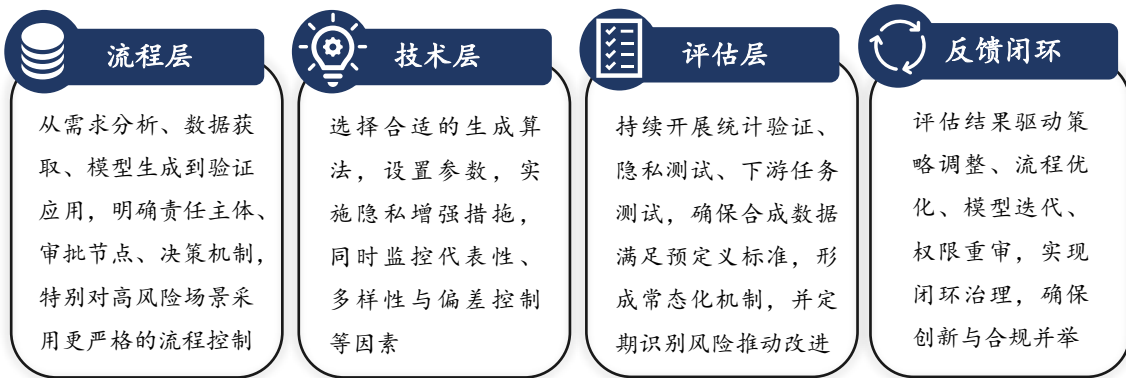 流程层
从需求分析、数据获
取、模型生成到验证
应用，明确责任主体、
审批节点、决策机制，
特别对高风险场景采
用更严格的流程控制
技术层
选择合适的生成算
法，设置参数，实
施隐私增强措施，
同时监控代表性、
多样性与偏差控制
等因素
评估层
持续开展统计验证、
隐私测试、下游任务
测试，确保合成数据
满足预定义标准，形
成常态化机制，并定
期识别风险推动改进
反馈闭环
评估结果驱动策
略调整、流程优
化、模型迭代、
权限重审，实现
闭环治理，确保
创新与合规并举